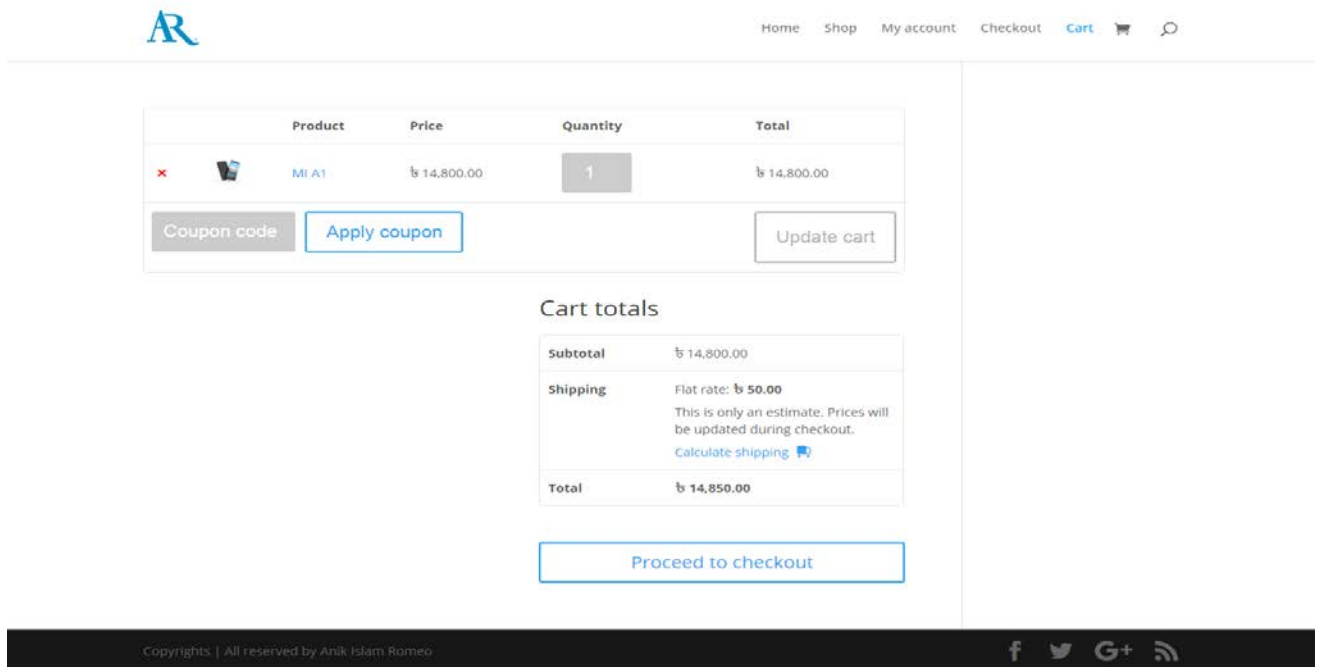 AR
Home Shop My account Checkout Cart
Product Price Quantity Total
× MI A1 ৳ 14,800.00 1 ৳ 14,800.00
Coupon code Apply coupon Update cart
Cart totals
Subtotal ৳ 14,800.00
Shipping Flat rate: ৳ 50.00
This is only an estimate. Prices will
be updated during checkout.
Calculate shipping
Total ৳ 14,850.00
Proceed to checkout
Copyrights | All reserved by Anik Islam Romeo f G+